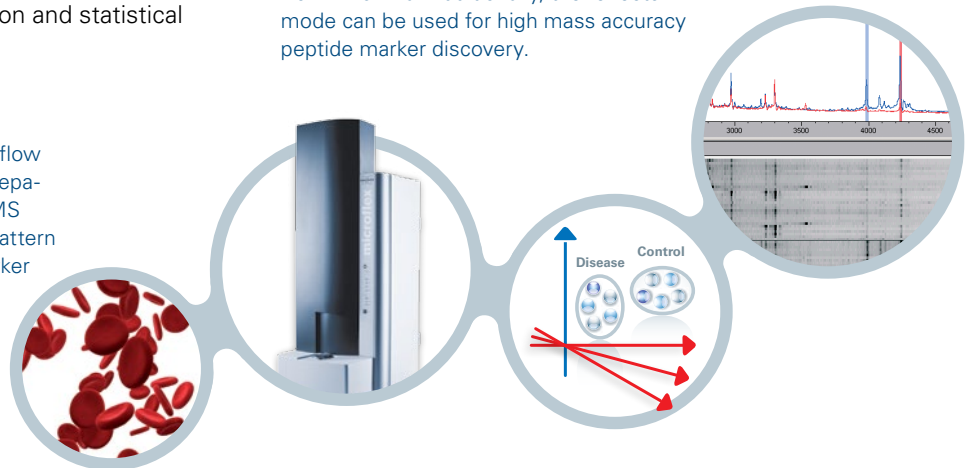 on and statistical
mode can be used for high mass accuracy
peptide marker discovery.
flow
epa-
MS
attern
ker
microflex
Disease
Control
3000
3500
4000
4500